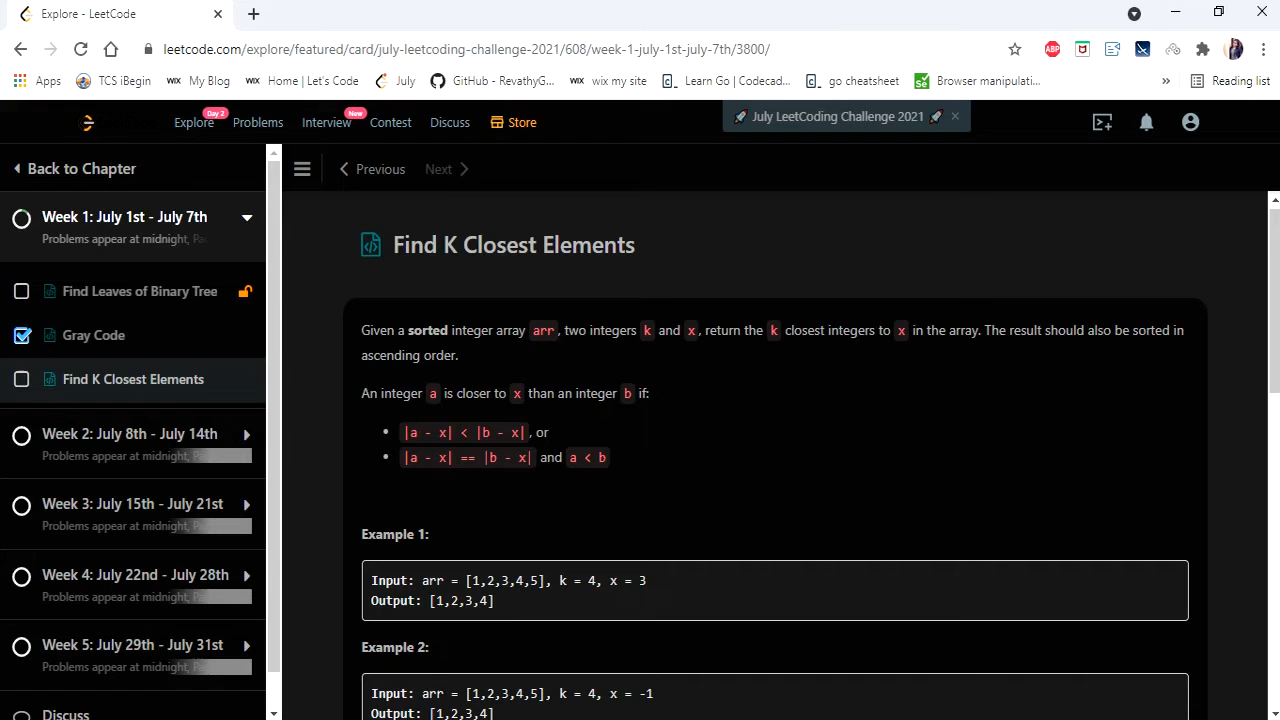 Explore - LeetCode
leetcode.com/explore/featured/card/july-leetcoding-challenge-2021/608/week-1-july-1st-july-7th/3800/
ABP
Apps TCS iBegin WIX My Blog WIX Home | Let's Code July GitHub - RevathyG... WIX wix my site Learn Go | Codecad... go cheatsheet Se Browser manipulati... » Reading list
Explore Day 2 Problems Interview New Contest Discuss Store
July LeetCoding Challenge 2021 ×
Back to Chapter
Previous Next
Week 1: July 1st - July 7th
Problems appear at midnight,
Find Leaves of Binary Tree
Gray Code
Find K Closest Elements
Week 2: July 8th - July 14th
Problems appear at midnight,
Week 3: July 15th - July 21st
Problems appear at midnight,
Week 4: July 22nd - July 28th
Problems appear at midnight,
Week 5: July 29th - July 31st
Problems appear at midnight,
Discuss
Find K Closest Elements
Given a sorted integer array arr, two integers k and x, return the k closest integers to x in the array. The result should also be sorted in
ascending order.
An integer a is closer to x than an integer b if:
• |a - x| < |b - x|, or
• |a - x| == |b - x| and a < b
Example 1:
Input: arr = [1,2,3,4,5], k = 4, x = 3
Output: [1,2,3,4]
Example 2:
Input: arr = [1,2,3,4,5], k = 4, x = -1
Output: [1,2,3,4]